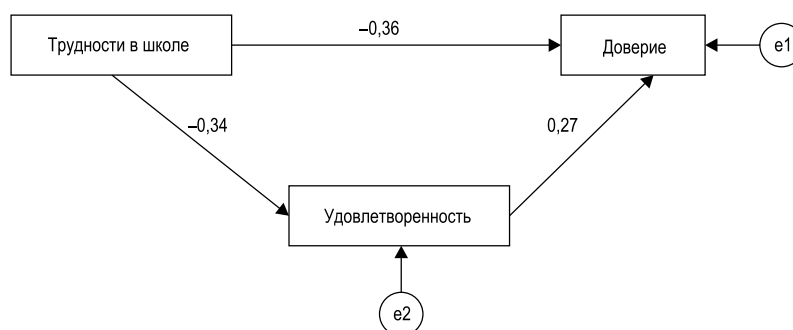 –0,36
Трудности в школе
Доверие
e1
–0,34
0,27
Удовлетворенность
e2